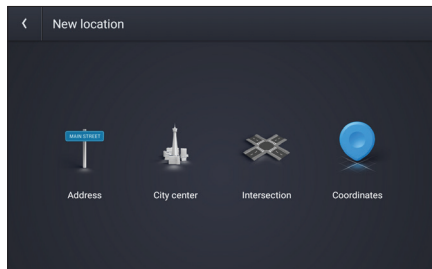 New location
MAIN STREET
Address
City center
Intersection
Coordinates